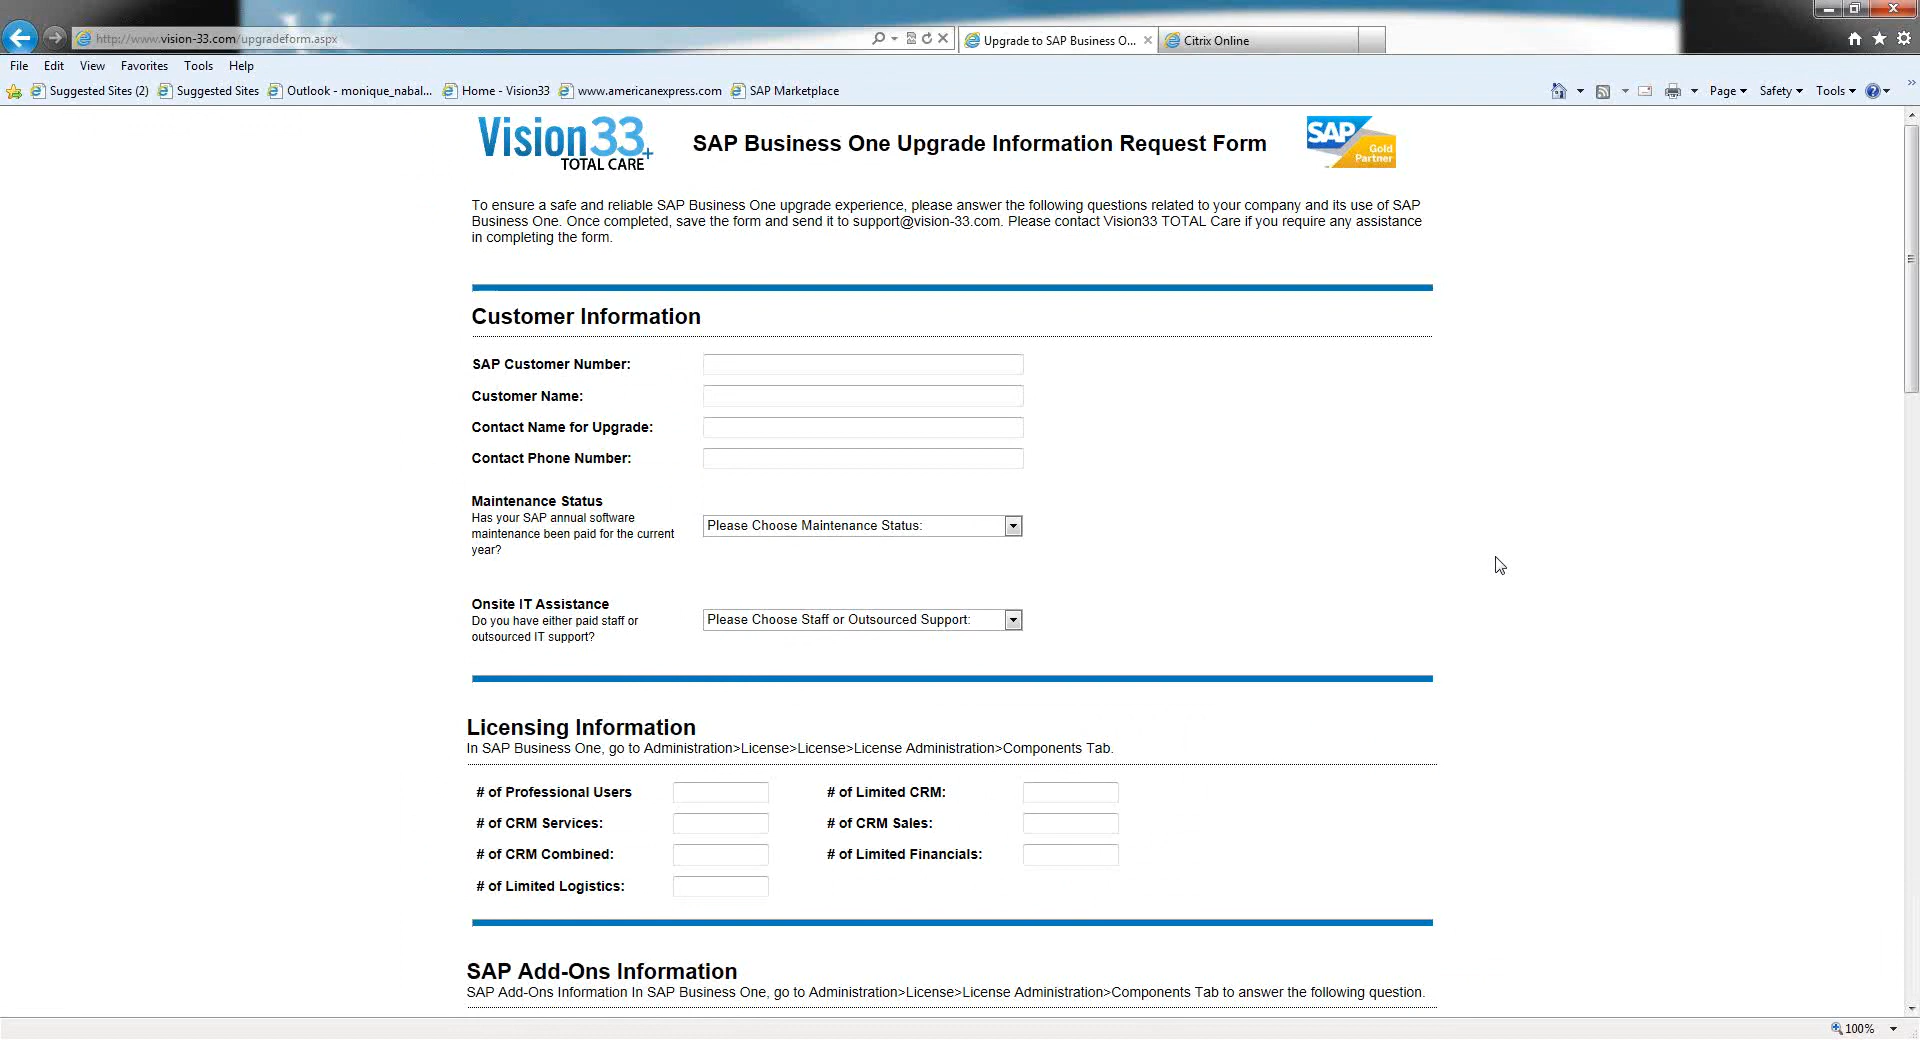 http://www.vision-33.com/upgradeform.aspx
Upgrade to SAP Business O...
Citrix Online
File Edit View Favorites Tools Help
Suggested Sites (2) Suggested Sites Outlook - monique_nabal... Home - Vision33 www.americanexpress.com SAP Marketplace
Page Safety Tools
Vision33
TOTAL CARE
SAP Business One Upgrade Information Request Form
SAP
Gold
Partner
To ensure a safe and reliable SAP Business One upgrade experience, please answer the following questions related to your company and its use of SAP
Business One. Once completed, save the form and send it to support@vision-33.com. Please contact Vision33 TOTAL Care if you require any assistance
in completing the form.
Customer Information
SAP Customer Number:
Customer Name:
Contact Name for Upgrade:
Contact Phone Number:
Maintenance Status
Has your SAP annual software
maintenance been paid for the current
year?
Please Choose Maintenance Status:
Onsite IT Assistance
Do you have either paid staff or
outsourced IT support?
Please Choose Staff or Outsourced Support:
Licensing Information
In SAP Business One, go to Administration>License>License>License Administration>Components Tab.
# of Professional Users # of Limited CRM:
# of CRM Services: # of CRM Sales:
# of CRM Combined: # of Limited Financials:
# of Limited Logistics:
SAP Add-Ons Information
SAP Add-Ons Information In SAP Business One, go to Administration>License>License Administration>Components Tab to answer the following question.
100%